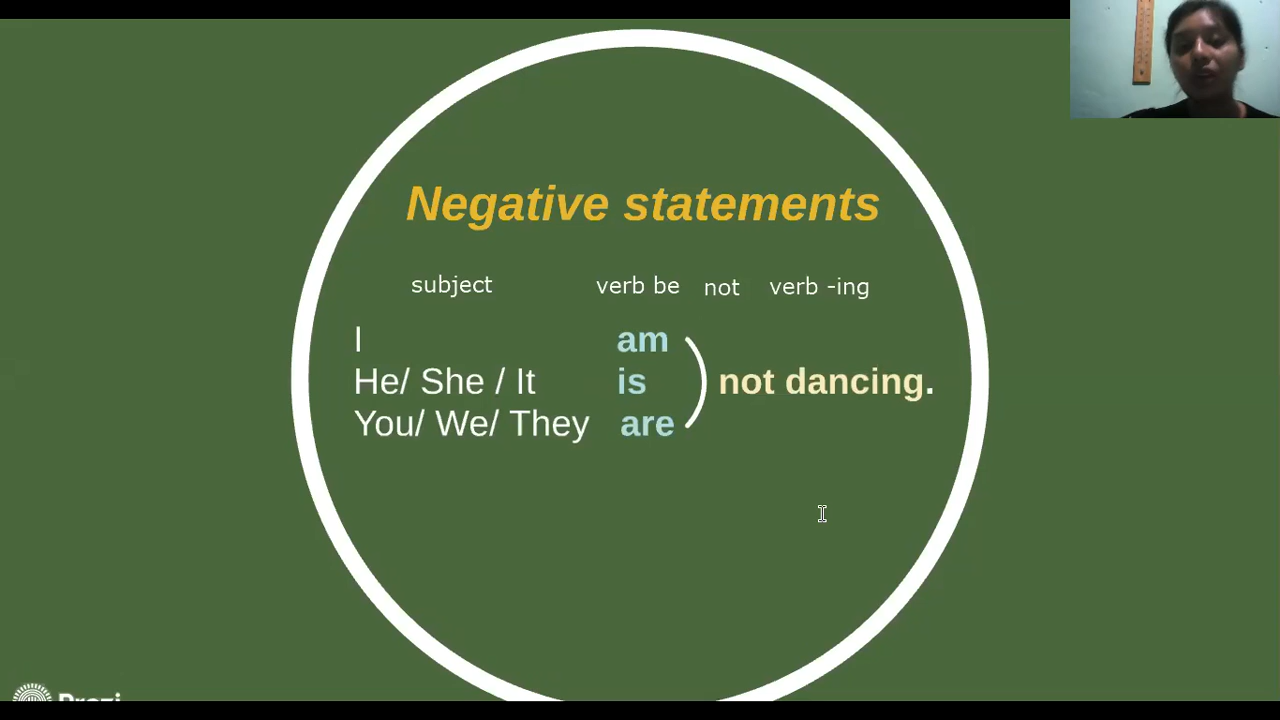 Negative statements
subject verb be not verb -ing
I am
He/ She / It is not dancing.
You/ We/ They are
Prezi